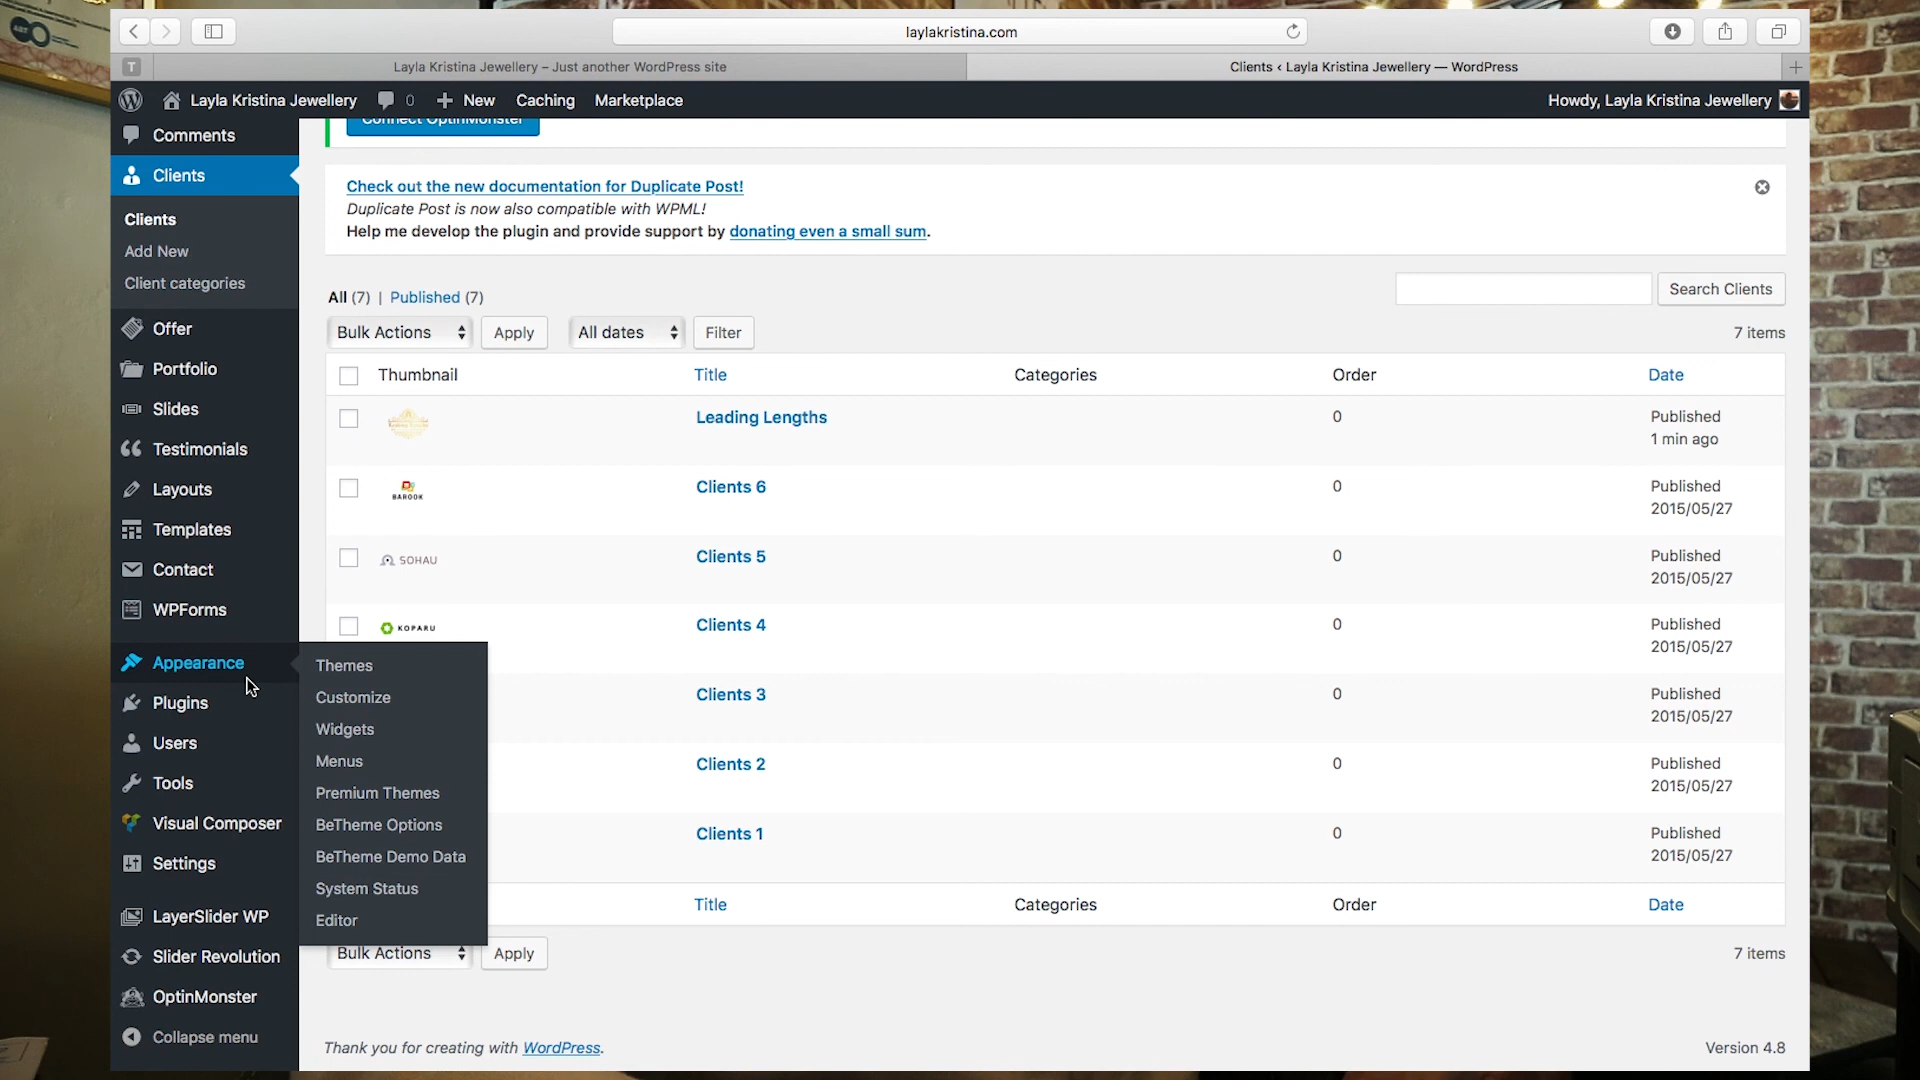 laylakristina.com
T
Layla Kristina Jewellery – Just another WordPress site
Clients ‹ Layla Kristina Jewellery — WordPress
Layla Kristina Jewellery 0 New Caching Marketplace
Howdy, Layla Kristina Jewellery
Comments
Clients
Clients
Add New
Client categories
Offer
Portfolio
Slides
Testimonials
Layouts
Templates
Contact
WPForms
Appearance
Plugins
Users
Tools
Visual Composer
Settings
LayerSlider WP
Slider Revolution
OptinMonster
Collapse menu
Themes
Customize
Widgets
Menus
Premium Themes
BeTheme Options
BeTheme Demo Data
System Status
Editor
Connect OptinMonster
Check out the new documentation for Duplicate Post!
Duplicate Post is now also compatible with WPML!
Help me develop the plugin and provide support by donating even a small sum.
All (7) | Published (7)
Search Clients
Bulk Actions Apply All dates Filter
7 items
Thumbnail Title Categories Order Date
Leading Lengths 0 Published
1 min ago
BAROOK Clients 6 0 Published
2015/05/27
SOHAU Clients 5 0 Published
2015/05/27
KOPARU Clients 4 0 Published
2015/05/27
Clients 3 0 Published
2015/05/27
Clients 2 0 Published
2015/05/27
Clients 1 0 Published
2015/05/27
Title Categories Order Date
Bulk Actions Apply
7 items
Thank you for creating with WordPress.
Version 4.8